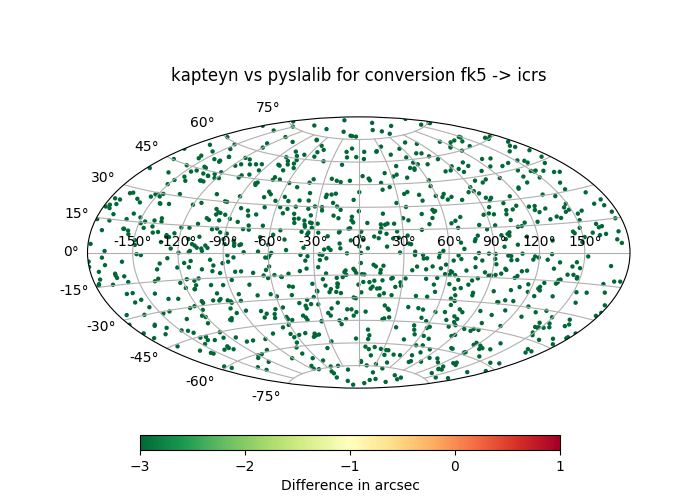 kapteyn vs pyslalib for conversion fk5 -> icrs
75°
60°
45°
30°
15°
-150° -120° -90° -60° -30° 0° 30° 60° 90° 120° 150°
0°
-15°
-30°
-45°
-60°
-75°
−3 −2 −1 0 1
Difference in arcsec